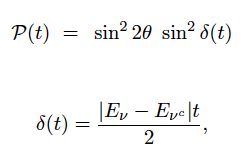 𝒫(t) = sin² 2θ sin² δ(t)
δ(t) = |E_ν − E_{ν^c}|t / 2,